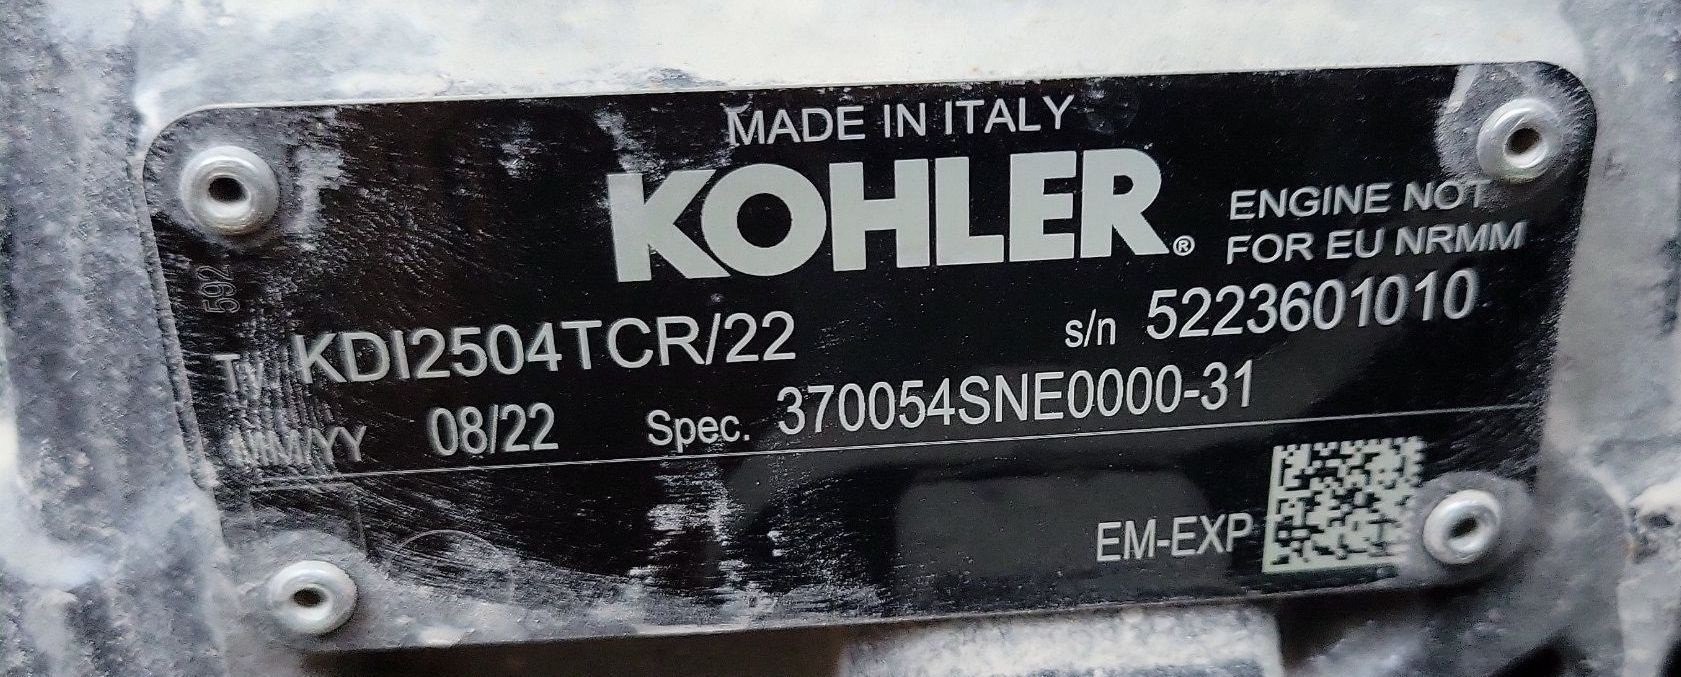 MADE IN ITALY
KOHLER®
ENGINE NOT
FOR EU NRMM
592
Ty. KDI2504TCR/22
s/n 5223601010
MM/YY 08/22 Spec. 370054SNE0000-31
EM-EXP